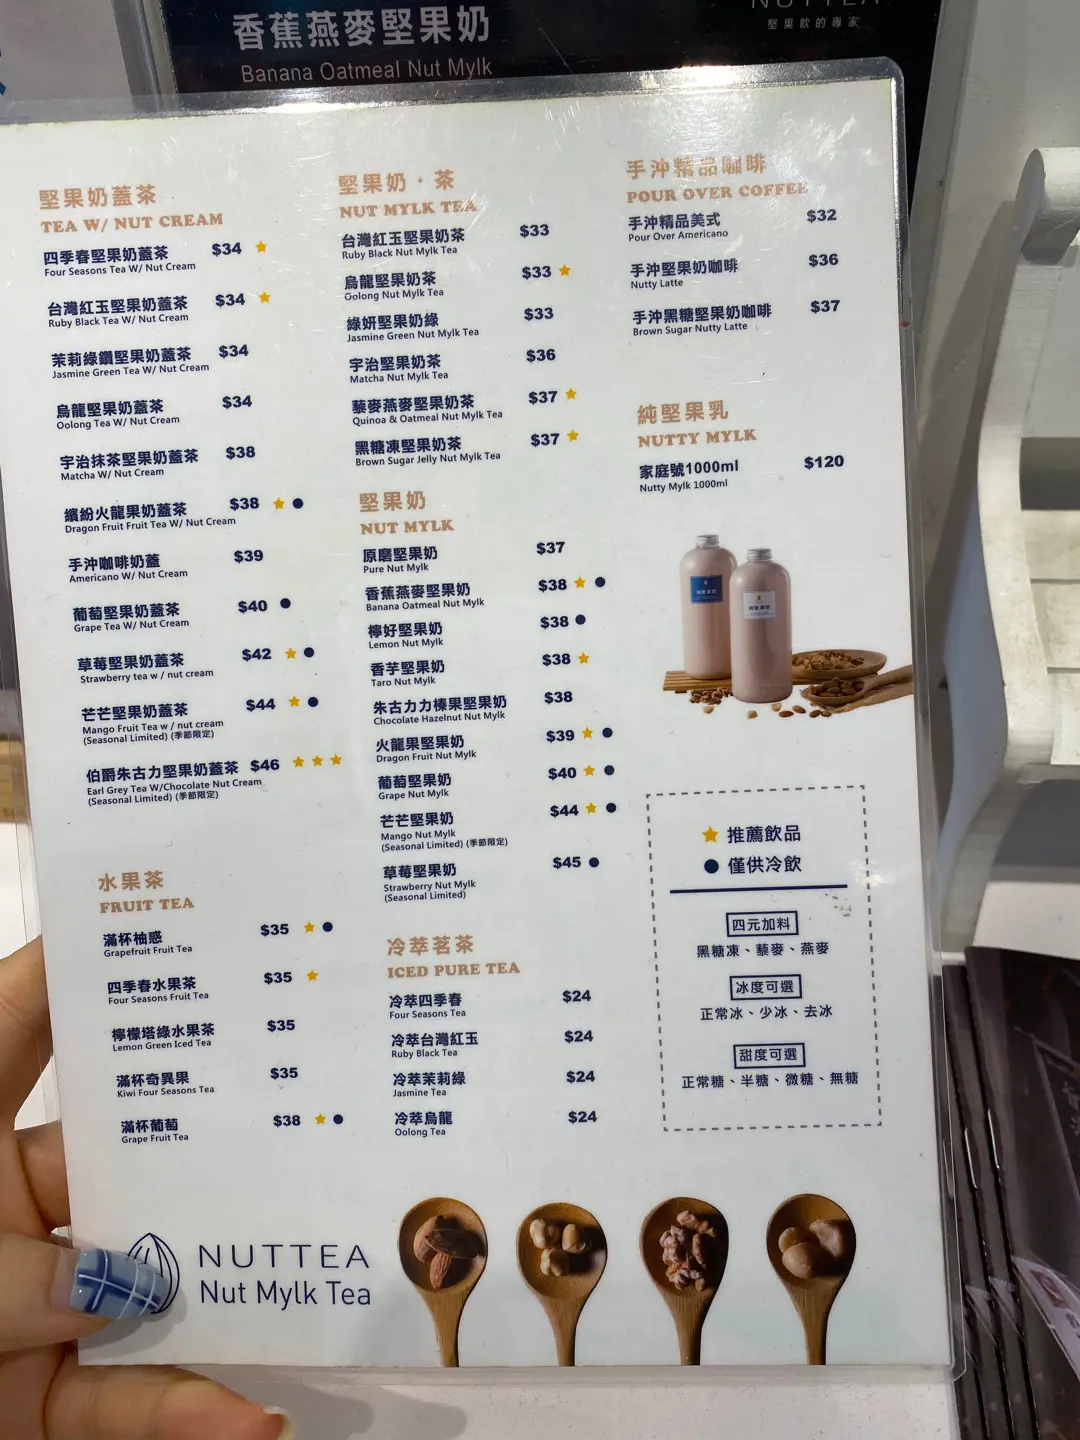 香蕉燕麥堅果奶
Banana Oatmeal Nut Mylk
堅果飲的專家
堅果奶蓋茶
TEA W/ NUT CREAM
四季春堅果奶蓋茶 $34 ★
Four Seasons Tea W/ Nut Cream
台灣紅玉堅果奶蓋茶 $34 ★
Ruby Black Tea W/ Nut Cream
茉莉綠鑽堅果奶蓋茶 $34
Jasmine Green Tea W/ Nut Cream
烏龍堅果奶蓋茶 $34
Oolong Tea W/ Nut Cream
宇治抹茶堅果奶蓋茶 $38
Matcha W/ Nut Cream
繽紛火龍果奶蓋茶 $38 ★ ●
Dragon Fruit Fruit Tea W/ Nut Cream
手沖咖啡奶蓋 $39
Americano W/ Nut Cream
葡萄堅果奶蓋茶 $40 ●
Grape Tea W/ Nut Cream
草莓堅果奶蓋茶 $42 ★ ●
Strawberry tea w / nut cream
芒芒堅果奶蓋茶 $44 ★ ●
Mango Fruit Tea w / nut cream
(Seasonal Limited) (季節限定)
伯爵朱古力堅果奶蓋茶 $46 ★ ★ ★
Earl Grey Tea W/Chocolate Nut Cream
(Seasonal Limited) (季節限定)
水果茶
FRUIT TEA
滿杯柚惑 $35 ★ ●
Grapefruit Fruit Tea
四季春水果茶 $35 ★
Four Seasons Fruit Tea
檸檬塔綠水果茶 $35
Lemon Green Iced Tea
滿杯奇異果 $35
Kiwi Four Seasons Tea
滿杯葡萄 $38 ★ ●
Grape Fruit Tea
堅果奶・茶
NUT MYLK TEA
台灣紅玉堅果奶茶 $33
Ruby Black Nut Mylk Tea
烏龍堅果奶茶 $33 ★
Oolong Nut Mylk Tea
綠妍堅果奶綠 $33
Jasmine Green Nut Mylk Tea
宇治堅果奶茶 $36
Matcha Nut Mylk Tea
藜麥燕麥堅果奶茶 $37 ★
Quinoa & Oatmeal Nut Mylk Tea
黑糖凍堅果奶茶 $37 ★
Brown Sugar Jelly Nut Mylk Tea
堅果奶
NUT MYLK
原磨堅果奶 $37
Pure Nut Mylk
香蕉燕麥堅果奶 $38 ★ ●
Banana Oatmeal Nut Mylk
檸好堅果奶 $38 ●
Lemon Nut Mylk
香芋堅果奶 $38 ★
Taro Nut Mylk
朱古力力榛果堅果奶 $38
Chocolate Hazelnut Nut Mylk
火龍果堅果奶 $39 ★ ●
Dragon Fruit Nut Mylk
葡萄堅果奶 $40 ★ ●
Grape Nut Mylk
芒芒堅果奶 $44 ★ ●
Mango Nut Mylk
(Seasonal Limited) (季節限定)
草莓堅果奶 $45 ●
Strawberry Nut Mylk
(Seasonal Limited)
冷萃茗茶
ICED PURE TEA
冷萃四季春 $24
Four Seasons Tea
冷萃台灣紅玉 $24
Ruby Black Tea
冷萃茉莉綠 $24
Jasmine Tea
冷萃烏龍 $24
Oolong Tea
手沖精品咖啡
POUR OVER COFFEE
手沖精品美式 $32
Pour Over Americano
手沖堅果奶咖啡 $36
Nutty Latte
手沖黑糖堅果奶咖啡 $37
Brown Sugar Nutty Latte
純堅果乳
NUTTY MYLK
家庭號1000ml $120
Nutty Mylk 1000ml
★ 推薦飲品
● 僅供冷飲
四元加料
黑糖凍、藜麥、燕麥
冰度可選
正常冰、少冰、去冰
甜度可選
正常糖、半糖、微糖、無糖
NUTTEA
Nut Mylk Tea